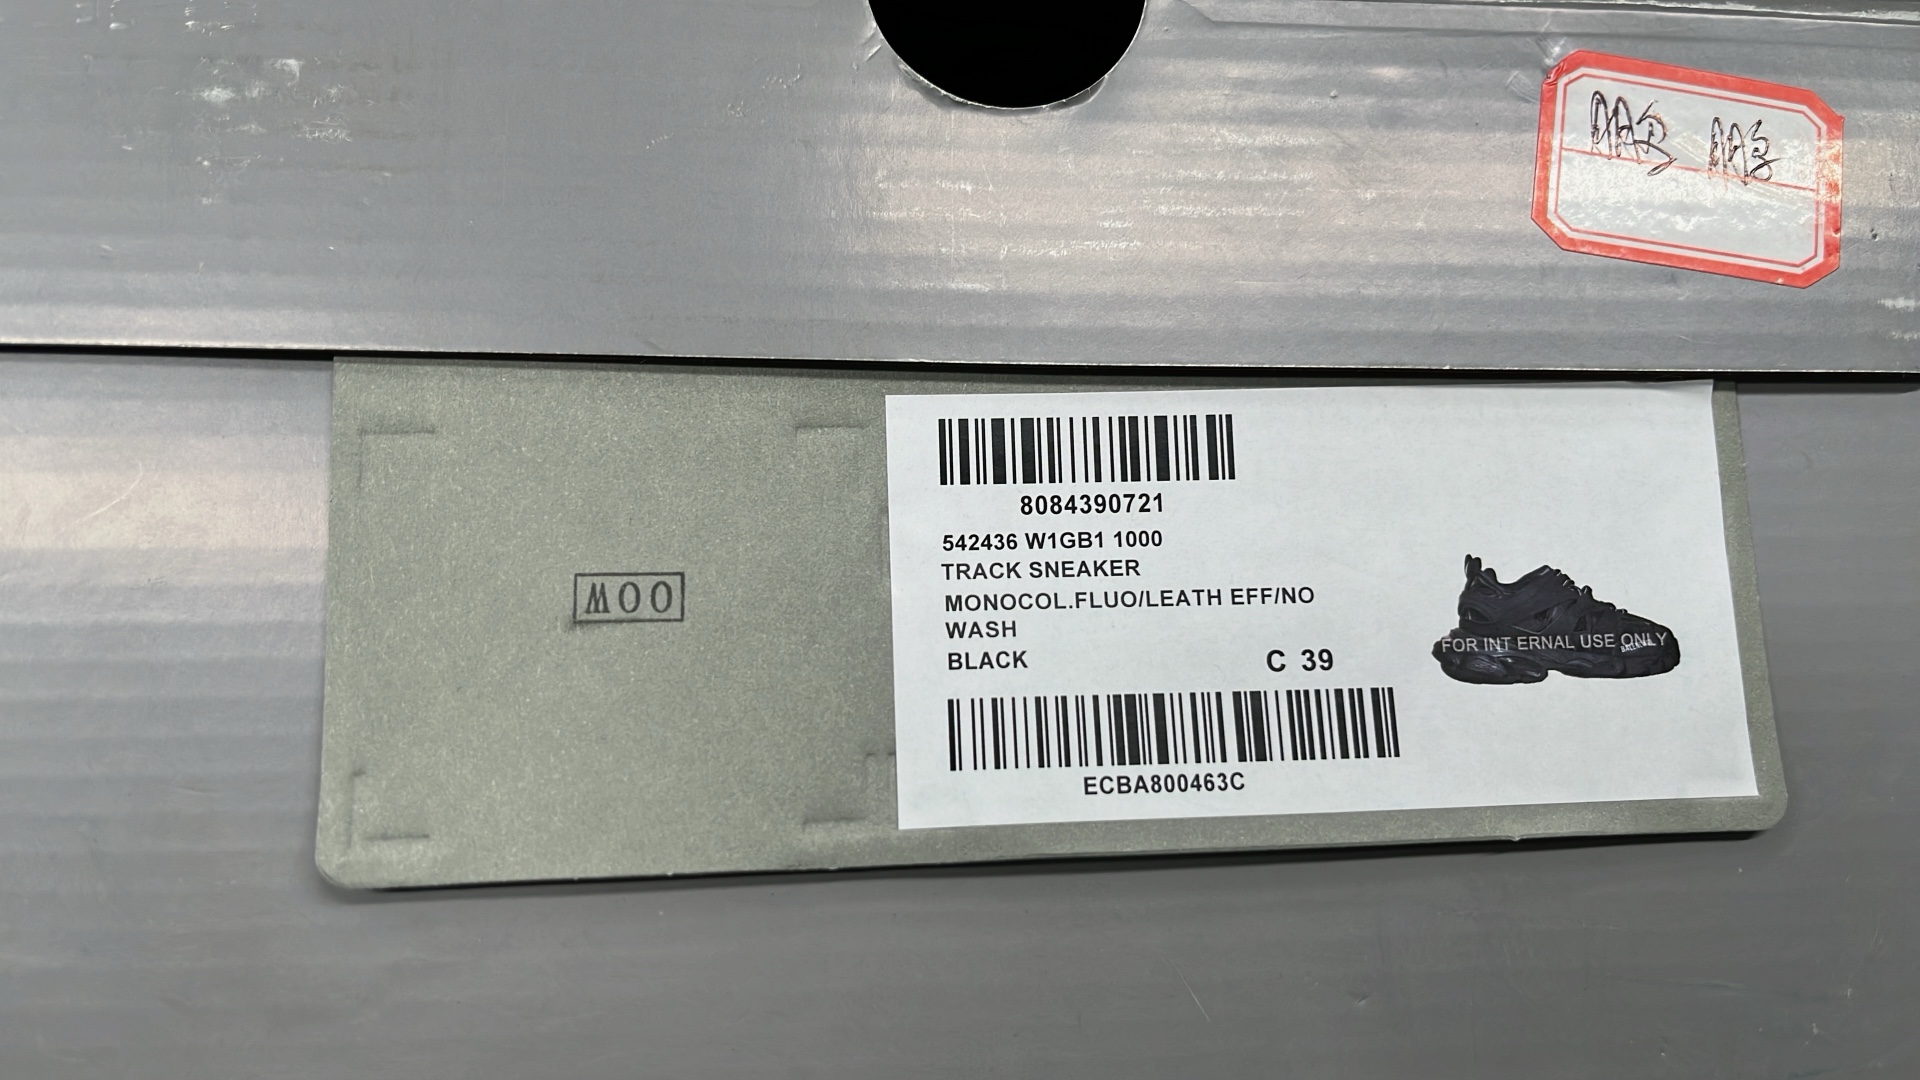 MOO
8084390721
542436 W1GB1 1000
TRACK SNEAKER
MONOCOL.FLUO/LEATH EFF/NO
WASH
BLACK C 39
FOR INT ERNAL USE ONLY
ECBA800463C